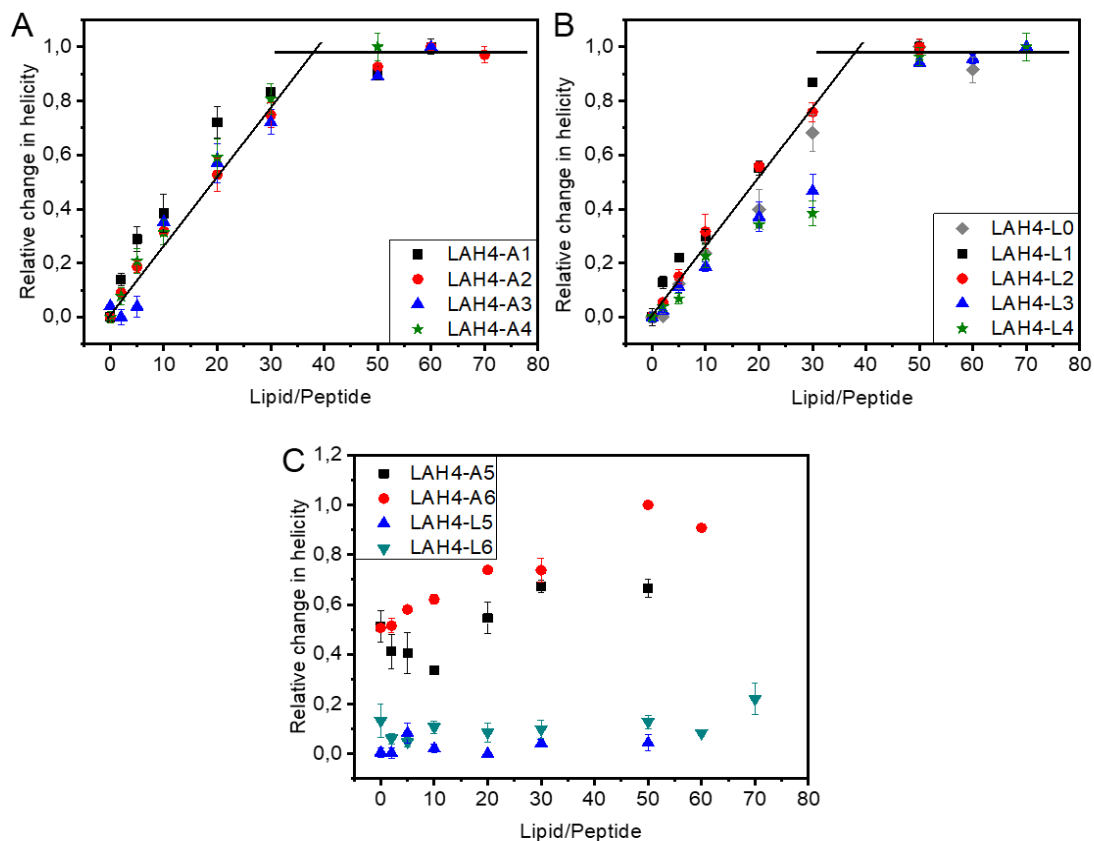 A
Relative change in helicity
1,0
0,8
0,6
0,4
0,2
0,0
LAH4-A1
LAH4-A2
LAH4-A3
LAH4-A4
0 10 20 30 40 50 60 70 80
Lipid/Peptide
B
Relative change in helicity
1,0
0,8
0,6
0,4
0,2
0,0
LAH4-L0
LAH4-L1
LAH4-L2
LAH4-L3
LAH4-L4
0 10 20 30 40 50 60 70 80
Lipid/Peptide
C
Relative change in helicity
1,2
1,0
0,8
0,6
0,4
0,2
0,0
LAH4-A5
LAH4-A6
LAH4-L5
LAH4-L6
0 10 20 30 40 50 60 70 80
Lipid/Peptide